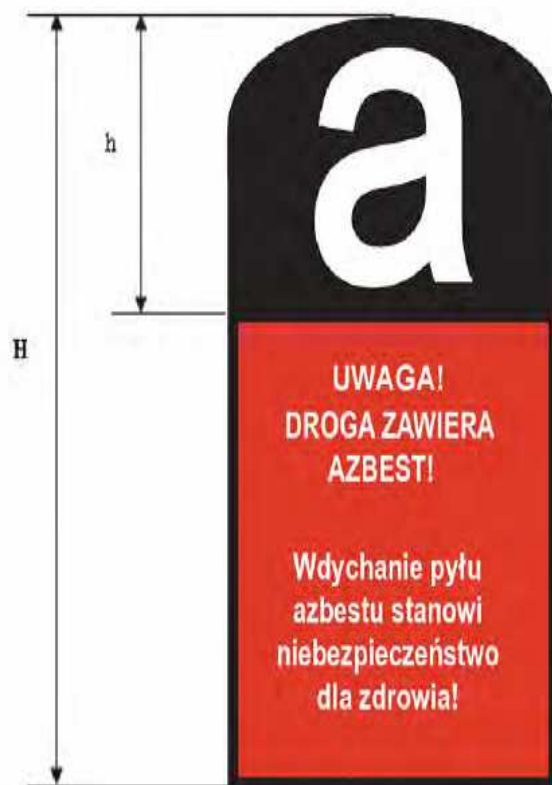 a
h
H
UWAGA!
DROGA ZAWIERA
AZBEST!
Wdychanie pyłu
azbestu stanowi
niebezpieczeństwo
dla zdrowia!